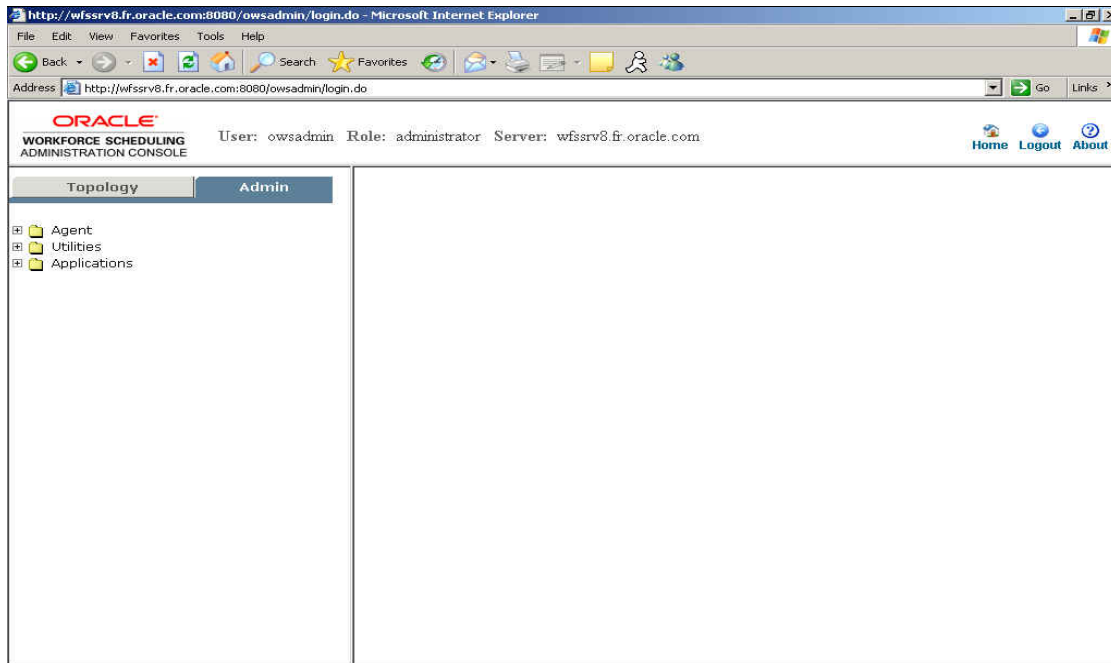 http://wfssrv8.fr.oracle.com:8080/owsadmin/login.do - Microsoft Internet Explorer
File Edit View Favorites Tools Help
Back Search Favorites
Address http://wfssrv8.fr.oracle.com:8080/owsadmin/login.do Go Links
ORACLE
WORKFORCE SCHEDULING
ADMINISTRATION CONSOLE
User: owsadmin Role: administrator Server: wfssrv8.fr.oracle.com
Home Logout About
Topology Admin
Agent
Utilities
Applications